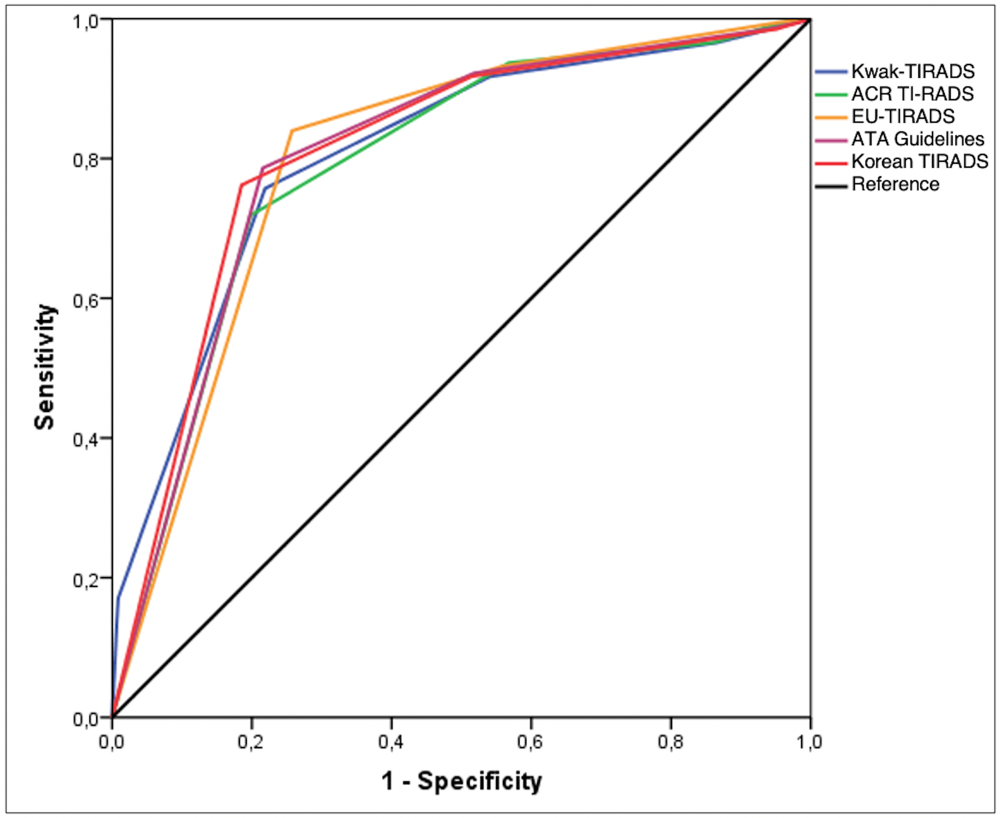 1,0
0,8
0,6
0,4
0,2
0,0
Sensitivity
0,0 0,2 0,4 0,6 0,8 1,0
1 - Specificity
Kwak-TIRADS
ACR TI-RADS
EU-TIRADS
ATA Guidelines
Korean TIRADS
Reference